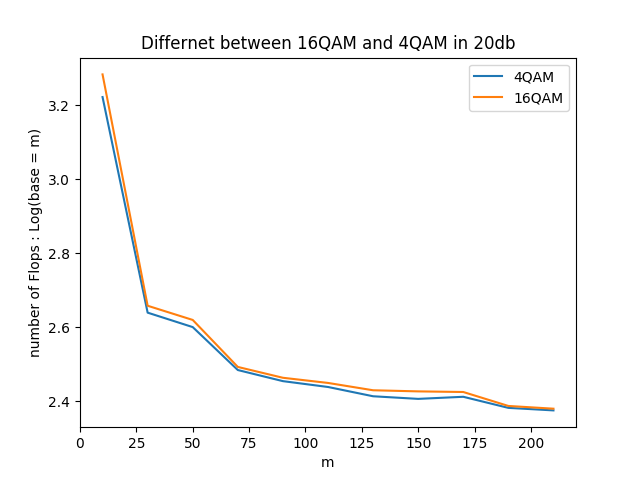 Differnet between 16QAM and 4QAM in 20db
4QAM
16QAM
number of Flops : Log(base = m)
3.2
3.0
2.8
2.6
2.4
0 25 50 75 100 125 150 175 200
m